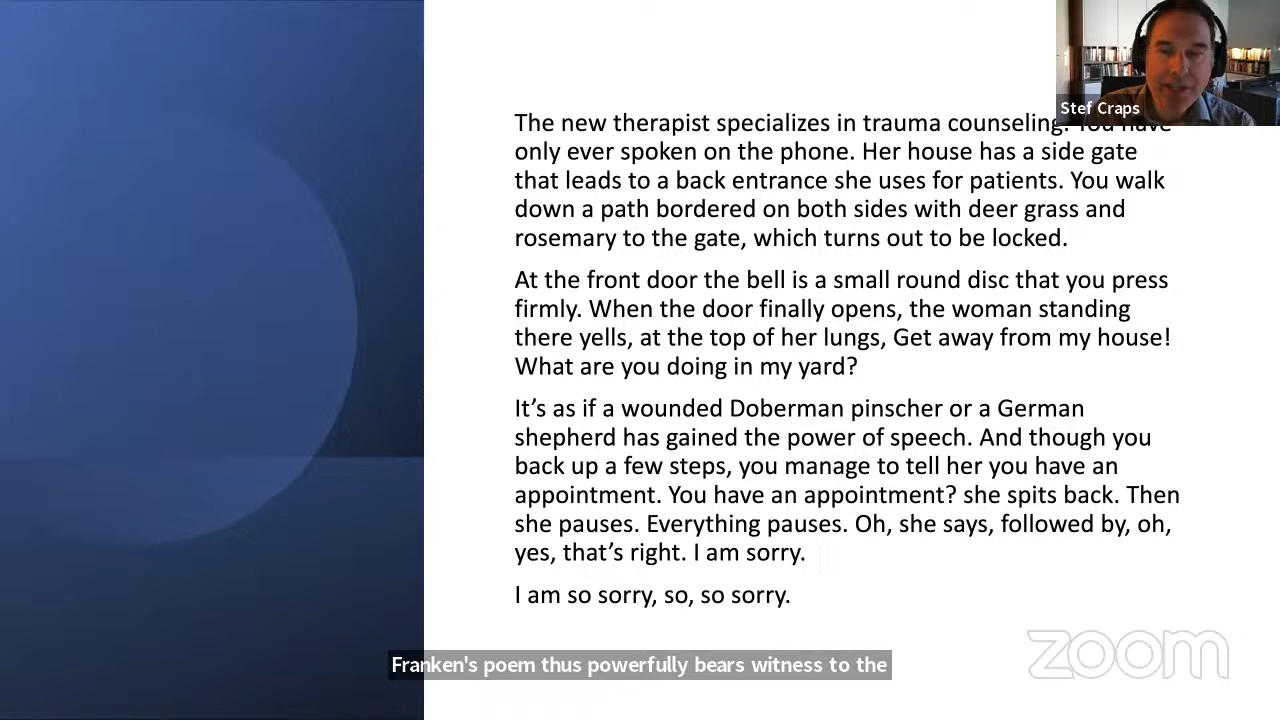 Stef Craps
The new therapist specializes in trauma counseling. You have
only ever spoken on the phone. Her house has a side gate
that leads to a back entrance she uses for patients. You walk
down a path bordered on both sides with deer grass and
rosemary to the gate, which turns out to be locked.
At the front door the bell is a small round disc that you press
firmly. When the door finally opens, the woman standing
there yells, at the top of her lungs, Get away from my house!
What are you doing in my yard?
It’s as if a wounded Doberman pinscher or a German
shepherd has gained the power of speech. And though you
back up a few steps, you manage to tell her you have an
appointment. You have an appointment? she spits back. Then
she pauses. Everything pauses. Oh, she says, followed by, oh,
yes, that’s right. I am sorry.
I am so sorry, so, so sorry.
zoom
Franken's poem thus powerfully bears witness to the